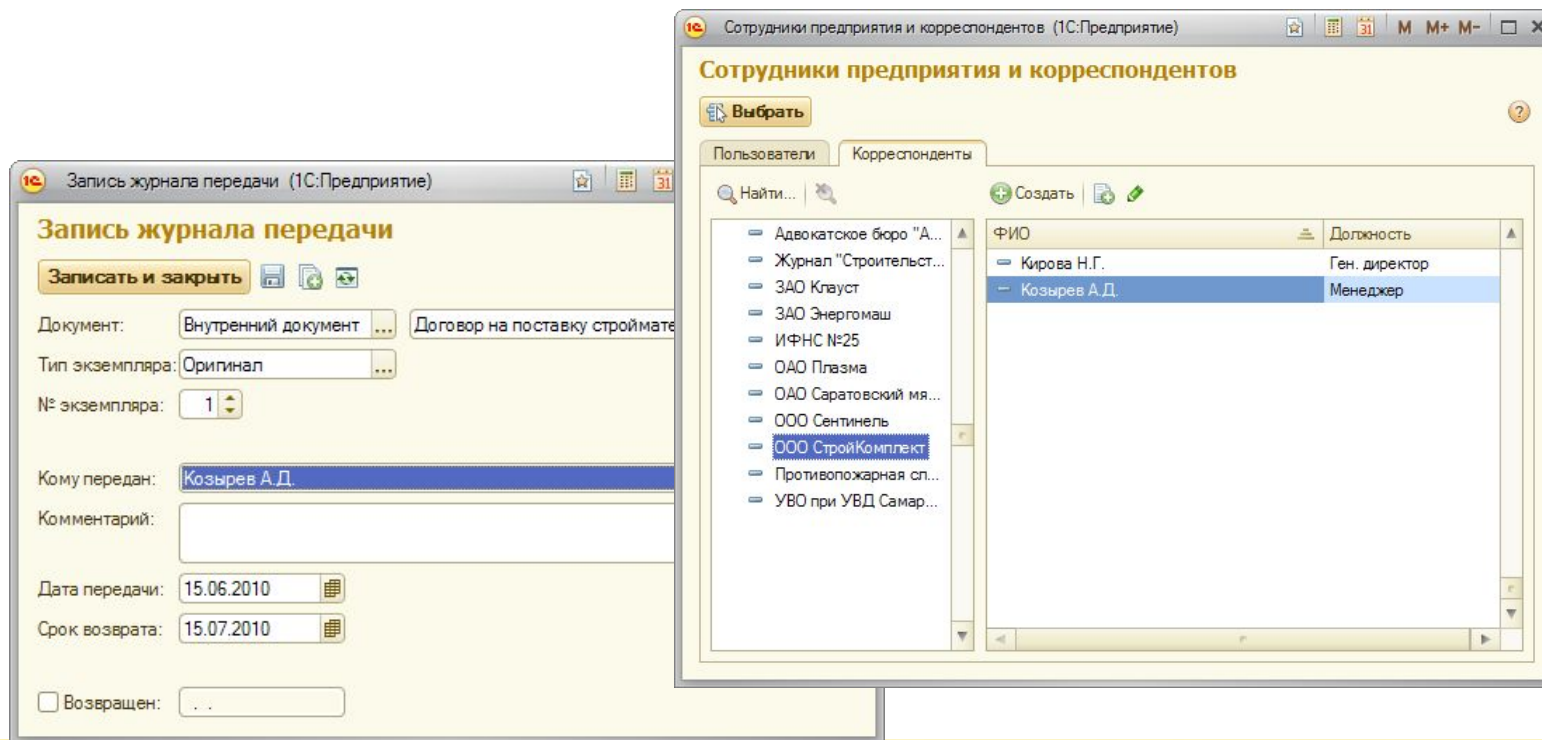 Сотрудники предприятия и корреспондентов (1С:Предприятие)
M M+ M-
Сотрудники предприятия и корреспондентов
Выбрать
Пользователи Корреспонденты
Найти... Создать
Адвокатское бюро "А...
Журнал "Строительст...
ЗАО Клауст
ЗАО Энергомаш
ИФНС №25
ОАО Плазма
ОАО Саратовский мя...
ООО Сентинель
ООО СтройКомплект
Противопожарная сл...
УВО при УВД Самар...
ФИО Должность
Кирова Н.Г. Ген. директор
Козырев А.Д. Менеджер
Запись журнала передачи (1С:Предприятие)
Запись журнала передачи
Записать и закрыть
Документ: Внутренний документ ... Договор на поставку строймате
Тип экземпляра: Оригинал ...
№ экземпляра: 1
Кому передан: Козырев А.Д.
Комментарий:
Дата передачи: 15.06.2010
Срок возврата: 15.07.2010
Возвращен: . .